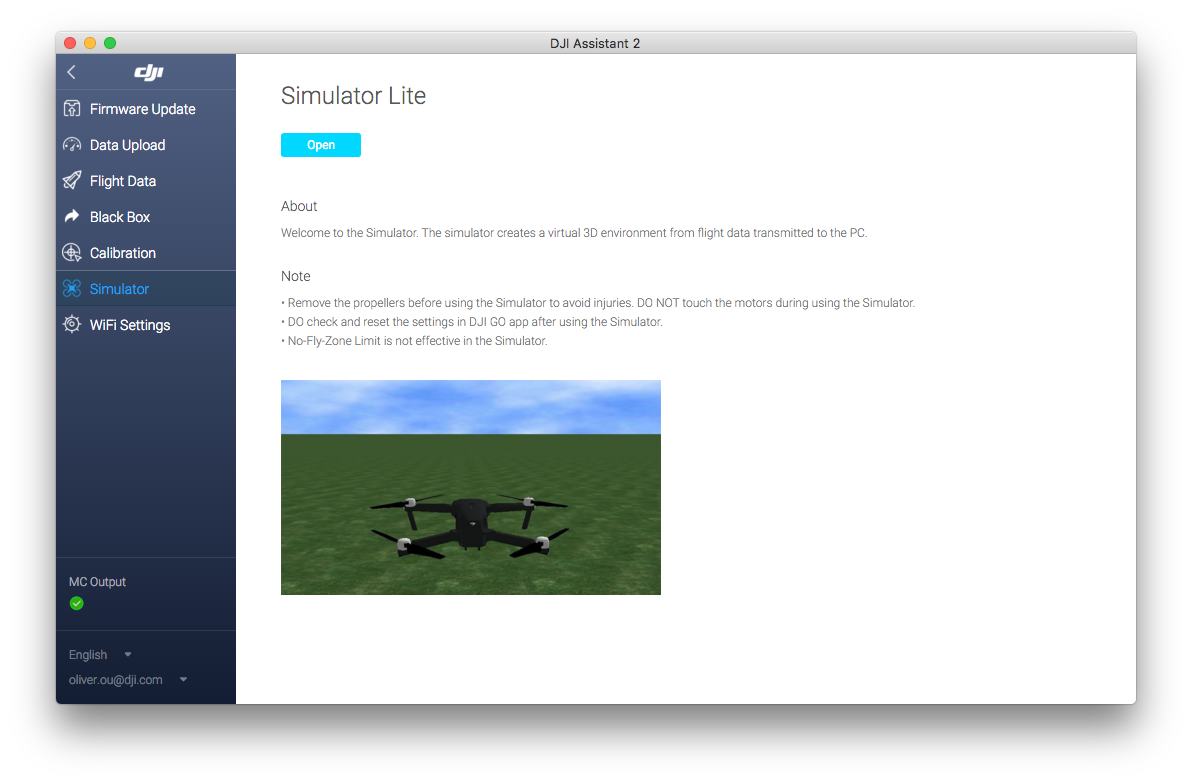 DJI Assistant 2
dji
Firmware Update
Data Upload
Flight Data
Black Box
Calibration
Simulator
WiFi Settings
MC Output
English
oliver.ou@dji.com
Simulator Lite
Open
About
Welcome to the Simulator. The simulator creates a virtual 3D environment from flight data transmitted to the PC.
Note
• Remove the propellers before using the Simulator to avoid injuries. DO NOT touch the motors during using the Simulator.
• DO check and reset the settings in DJI GO app after using the Simulator.
• No-Fly-Zone Limit is not effective in the Simulator.